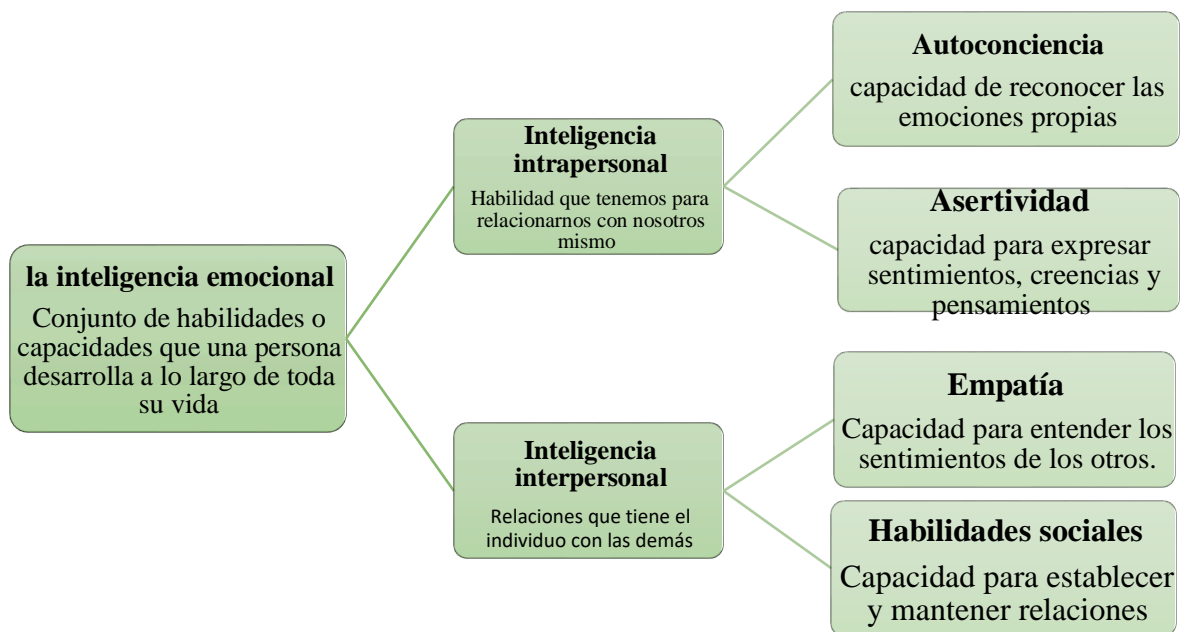 la inteligencia emocional
Conjunto de habilidades o
capacidades que una persona
desarrolla a lo largo de toda
su vida
Inteligencia
intrapersonal
Habilidad que tenemos para
relacionarnos con nosotros
mismo
Autoconciencia
capacidad de reconocer las
emociones propias
Asertividad
capacidad para expresar
sentimientos, creencias y
pensamientos
Inteligencia
interpersonal
Relaciones que tiene el
individuo con las demás
Empatía
Capacidad para entender los
sentimientos de los otros.
Habilidades sociales
Capacidad para establecer
y mantener relaciones